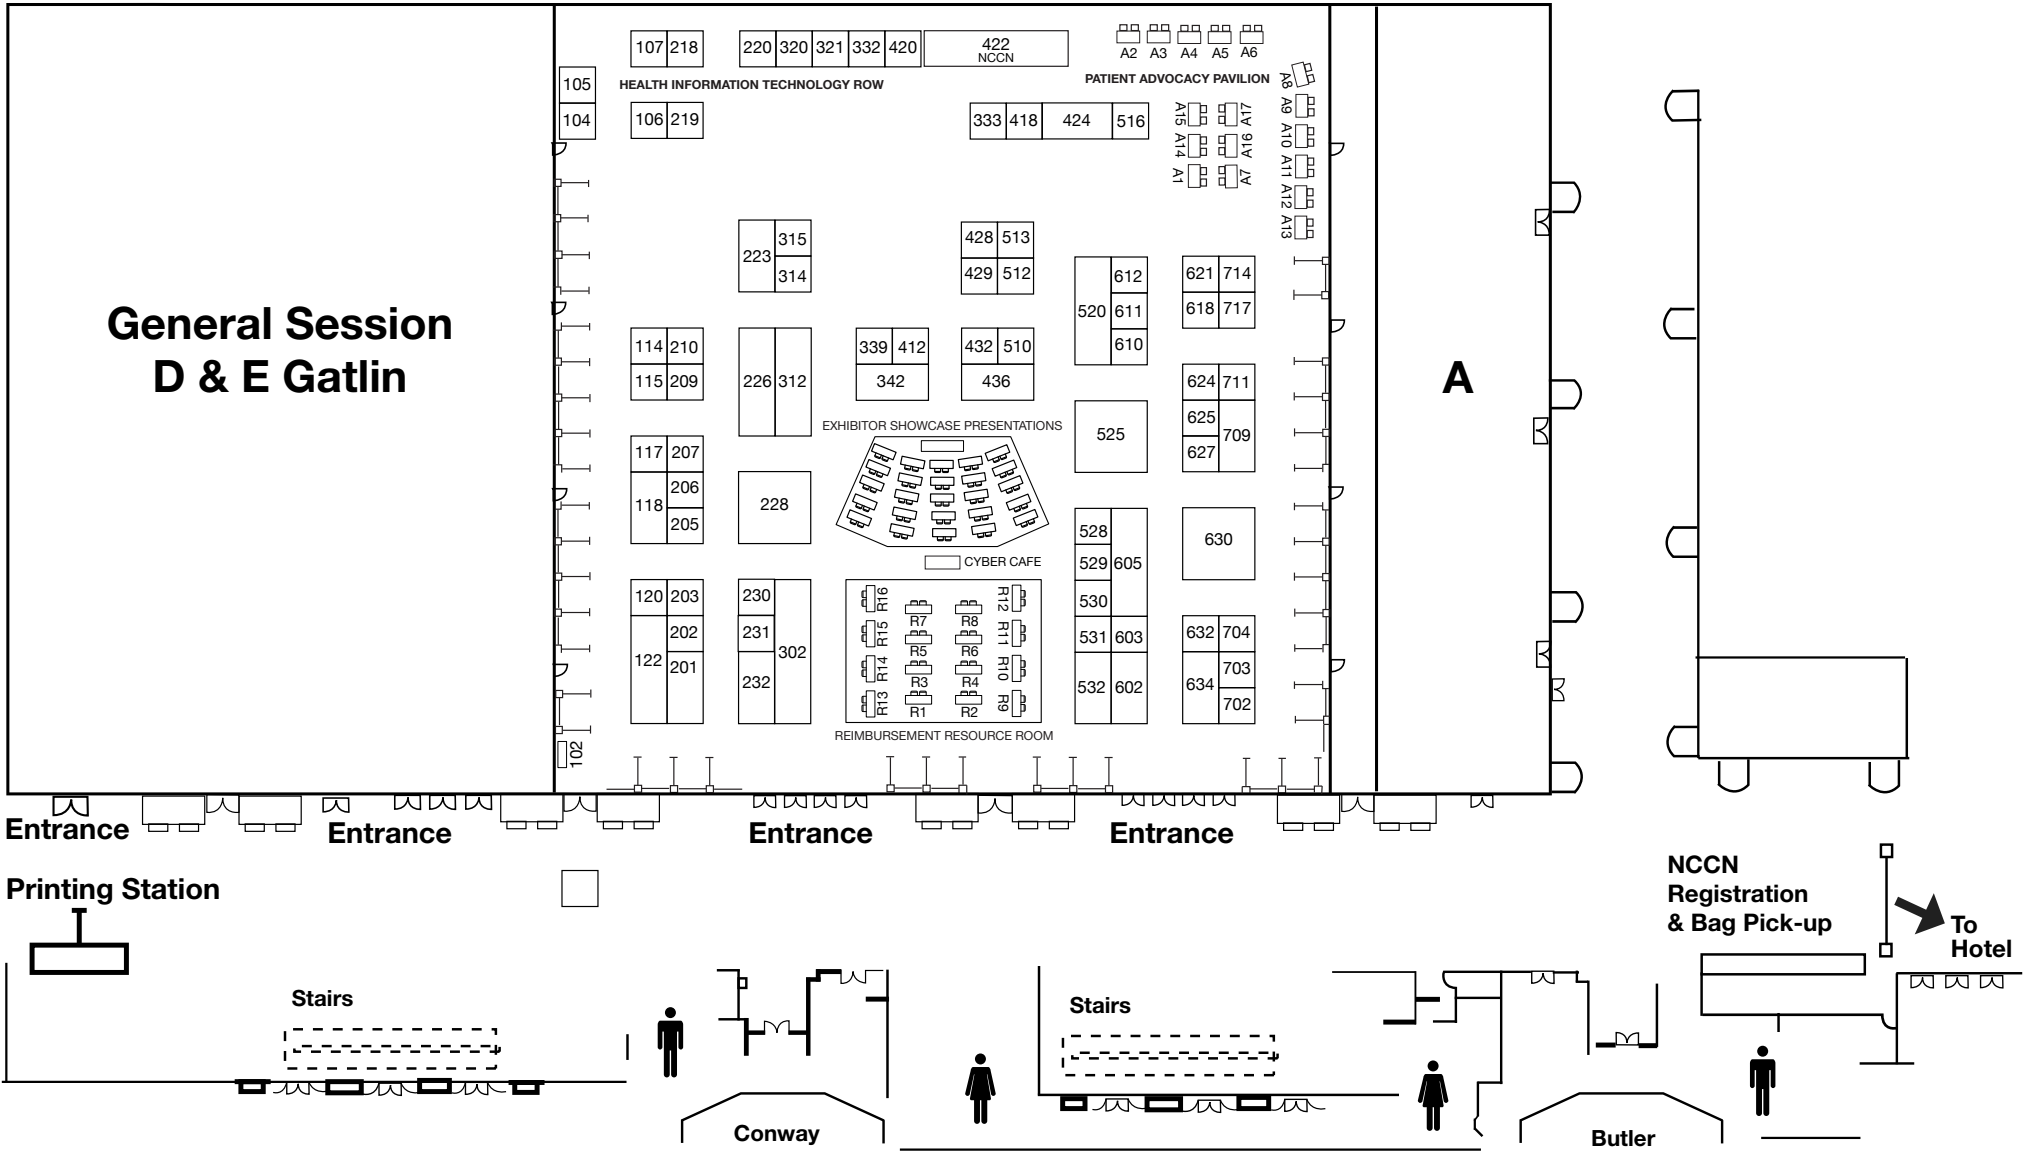 107 218 220 320 321 332 420 422
NCCN
A2 A3 A4 A5 A6
105
HEALTH INFORMATION TECHNOLOGY ROW
PATIENT ADVOCACY PAVILION
A8
104
106 219
333 418 424 516
A15 A17 A9
A14 A16 A10
A1 A7 A11
A12
A13
223 315
314
428 513
429 512
520 612
611
610
621 714
618 717
General Session
D & E Gatlin
114 210
115 209
226 312
339 412
342
432 510
436
624 711
625 709
627
A
EXHIBITOR SHOWCASE PRESENTATIONS
525
117 207
118 206
205
228
528 605
529
530
630
CYBER CAFE
120 203
202
122 201
230
231 302
232
R16 R7 R8 R12
R15 R5 R6 R11
R14 R3 R4 R10
R13 R1 R2 R9
REIMBURSEMENT RESOURCE ROOM
531 603
532 602
632 704
634 703
702
102
Entrance
Entrance
Entrance
Entrance
Printing Station
NCCN
Registration
& Bag Pick-up
To
Hotel
Stairs
Stairs
Conway
Butler